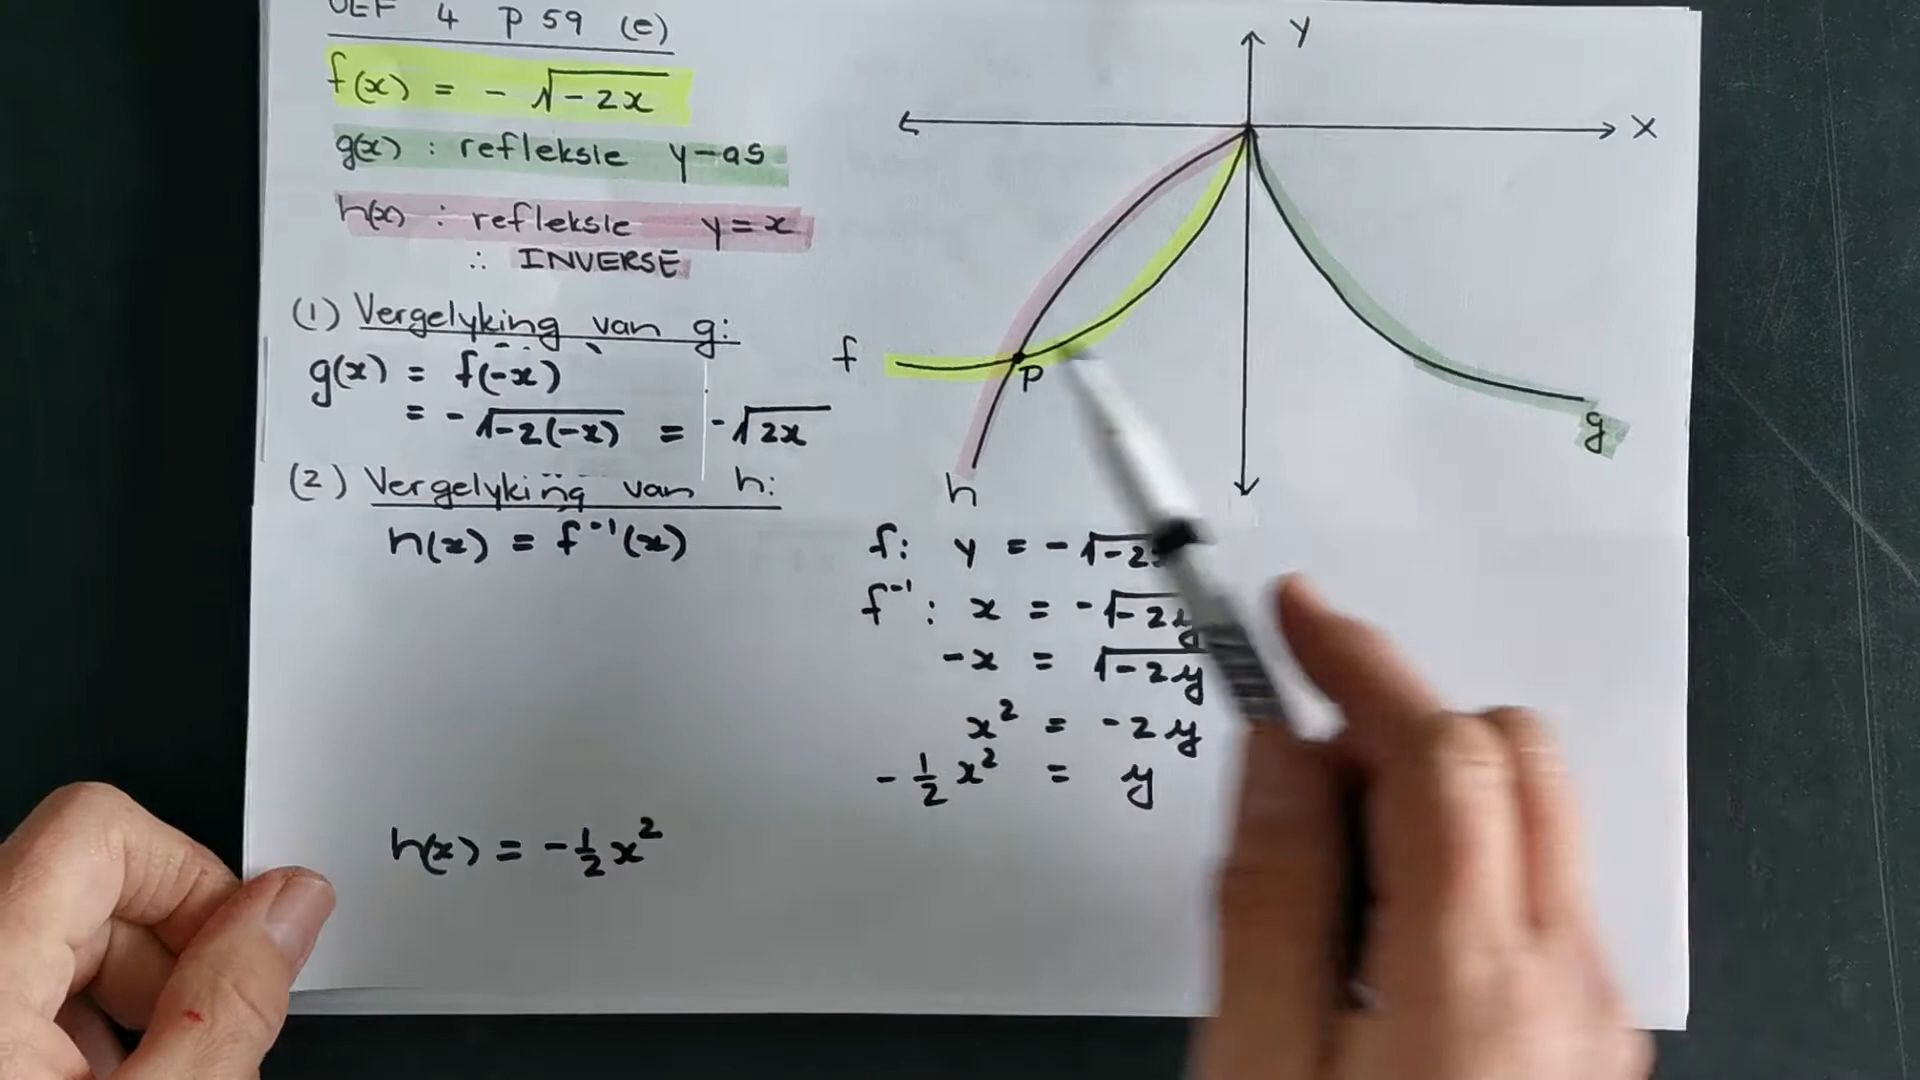 OEF 4 P 59 (e)
f(x) = - √-2x
g(x) : refleksie y-as
h(x) : refleksie y = x
∴ INVERSE
(1) Vergelyking van g:
g(x) = f(-x)
= -√-2(-x) = -√2x
(2) Vergelyking van h:
h(x) = f⁻¹(x)
h(x) = -½x²
y
x
f
P
g
h
f: y = -√-2x
f⁻¹: x = -√-2y
-x = √-2y
x² = -2y
-½x² = y